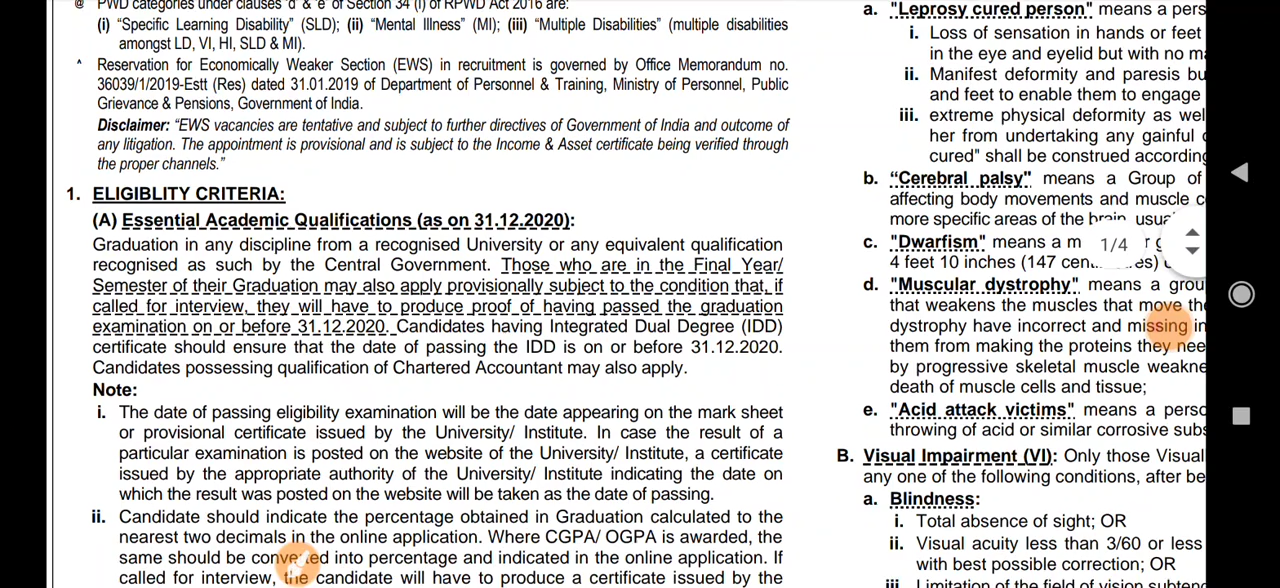 @ PWD categories under clauses 'd' & 'e' of Section 34 (I) of RPWD Act 2016 are:
(i) “Specific Learning Disability” (SLD); (ii) “Mental Illness” (MI); (iii) “Multiple Disabilities” (multiple disabilities
amongst LD, VI, HI, SLD & MI).
^ Reservation for Economically Weaker Section (EWS) in recruitment is governed by Office Memorandum no.
36039/1/2019-Estt (Res) dated 31.01.2019 of Department of Personnel & Training, Ministry of Personnel, Public
Grievance & Pensions, Government of India.
Disclaimer: “EWS vacancies are tentative and subject to further directives of Government of India and outcome of
any litigation. The appointment is provisional and is subject to the Income & Asset certificate being verified through
the proper channels.”
1. ELIGIBLITY CRITERIA:
(A) Essential Academic Qualifications (as on 31.12.2020):
Graduation in any discipline from a recognised University or any equivalent qualification
recognised as such by the Central Government. Those who are in the Final Year/
Semester of their Graduation may also apply provisionally subject to the condition that, if
called for interview, they will have to produce proof of having passed the graduation
examination on or before 31.12.2020. Candidates having Integrated Dual Degree (IDD)
certificate should ensure that the date of passing the IDD is on or before 31.12.2020.
Candidates possessing qualification of Chartered Accountant may also apply.
Note:
i. The date of passing eligibility examination will be the date appearing on the mark sheet
or provisional certificate issued by the University/ Institute. In case the result of a
particular examination is posted on the website of the University/ Institute, a certificate
issued by the appropriate authority of the University/ Institute indicating the date on
which the result was posted on the website will be taken as the date of passing.
ii. Candidate should indicate the percentage obtained in Graduation calculated to the
nearest two decimals in the online application. Where CGPA/ OGPA is awarded, the
same should be converted into percentage and indicated in the online application. If
called for interview, the candidate will have to produce a certificate issued by the
a. "Leprosy cured person" means a pers
i. Loss of sensation in hands or feet
in the eye and eyelid but with no
ii. Manifest deformity and paresis bu
and feet to enable them to engage
iii. extreme physical deformity as wel
her from undertaking any gainful
cured" shall be construed according
b. “Cerebral palsy" means a Group of
affecting body movements and muscle
more specific areas of the brain, usua
c. "Dwarfism" means a m
4 feet 10 inches (147 cen
1/4
d. "Muscular dystrophy" means a grou
that weakens the muscles that move the
dystrophy have incorrect and missing in
them from making the proteins they nee
by progressive skeletal muscle weakne
death of muscle cells and tissue;
e. "Acid attack victims" means a perso
throwing of acid or similar corrosive subs
B. Visual Impairment (VI): Only those Visual
any one of the following conditions, after be
a. Blindness:
i. Total absence of sight; OR
ii. Visual acuity less than 3/60 or less
with best possible correction; OR
iii. Limitation of the field of vision subten